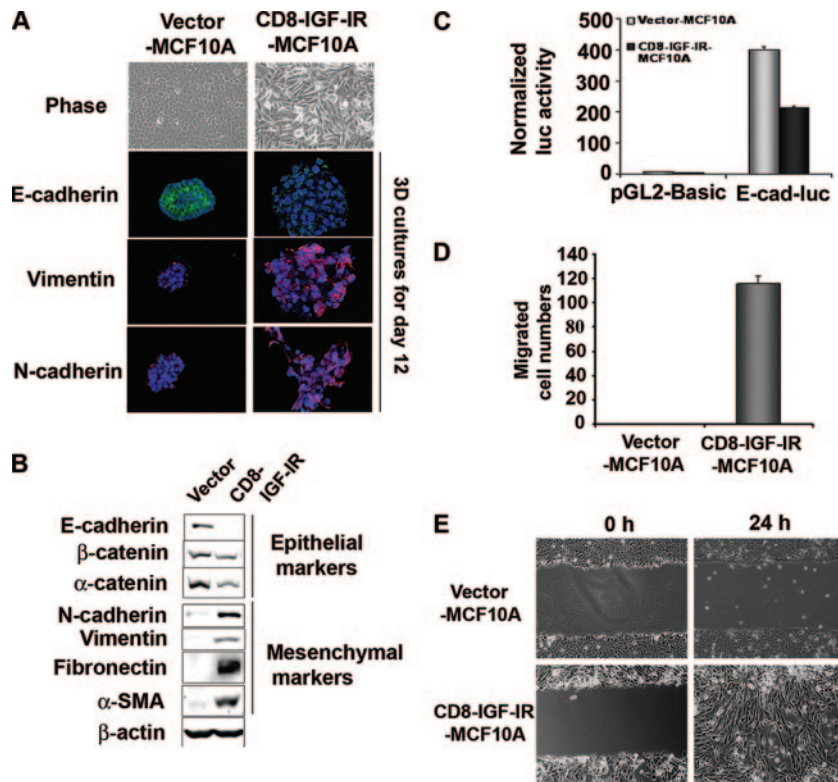 A
Vector
-MCF10A
CD8-IGF-IR
-MCF10A
Phase
E-cadherin
Vimentin
N-cadherin
3D cultures for day 12
B
Vector
CD8-
IGF-IR
E-cadherin
β-catenin
α-catenin
Epithelial
markers
N-cadherin
Vimentin
Fibronectin
α-SMA
Mesenchymal
markers
β-actin
C
Normalized
luc activity
500
400
300
200
100
0
Vector-MCF10A
CD8-IGF-IR-
MCF10A
pGL2-Basic
E-cad-luc
D
Migrated
cell numbers
140
120
100
80
60
40
20
0
Vector
-MCF10A
CD8-IGF-IR
-MCF10A
E
0 h
24 h
Vector
-MCF10A
CD8-IGF-IR
-MCF10A